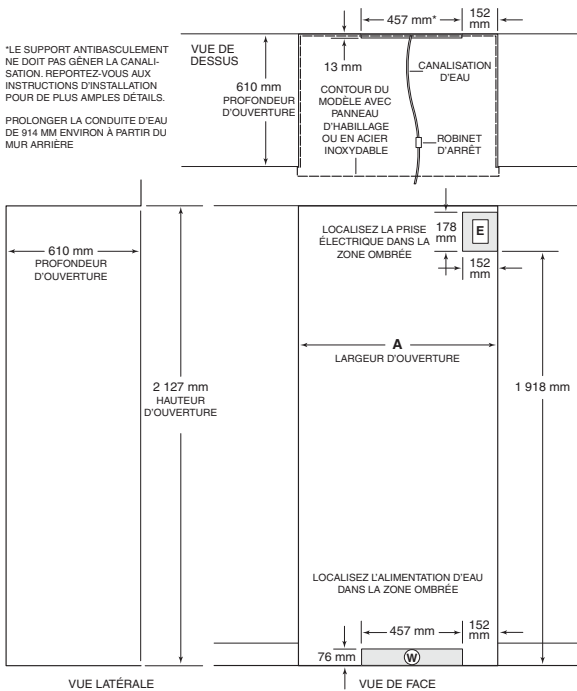 *LE SUPPORT ANTIBASCULEMENT
NE DOIT PAS GÊNER LA CANALI-
SATION. REPORTEZ-VOUS AUX
INSTRUCTIONS D'INSTALLATION
POUR DE PLUS AMPLES DÉTAILS.
PROLONGER LA CONDUITE D'EAU
DE 914 MM ENVIRON À PARTIR DU
MUR ARRIÈRE
VUE DE
DESSUS
457 mm*
152
mm
13 mm
610 mm
PROFONDEUR
D'OUVERTURE
CONTOUR DU
MODÈLE AVEC
PANNEAU
D'HABILLAGE
OU EN ACIER
INOXYDABLE
CANALISATION
D'EAU
ROBINET
D'ARRÊT
610 mm
PROFONDEUR
D'OUVERTURE
2 127 mm
HAUTEUR
D'OUVERTURE
LOCALISEZ LA PRISE
ÉLECTRIQUE DANS LA
ZONE OMBRÉE
178
mm
E
152
mm
A
LARGEUR D'OUVERTURE
1 918 mm
LOCALISEZ L'ALIMENTATION D'EAU
DANS LA ZONE OMBRÉE
457 mm
152
mm
76 mm
W
VUE LATÉRALE
VUE DE FACE